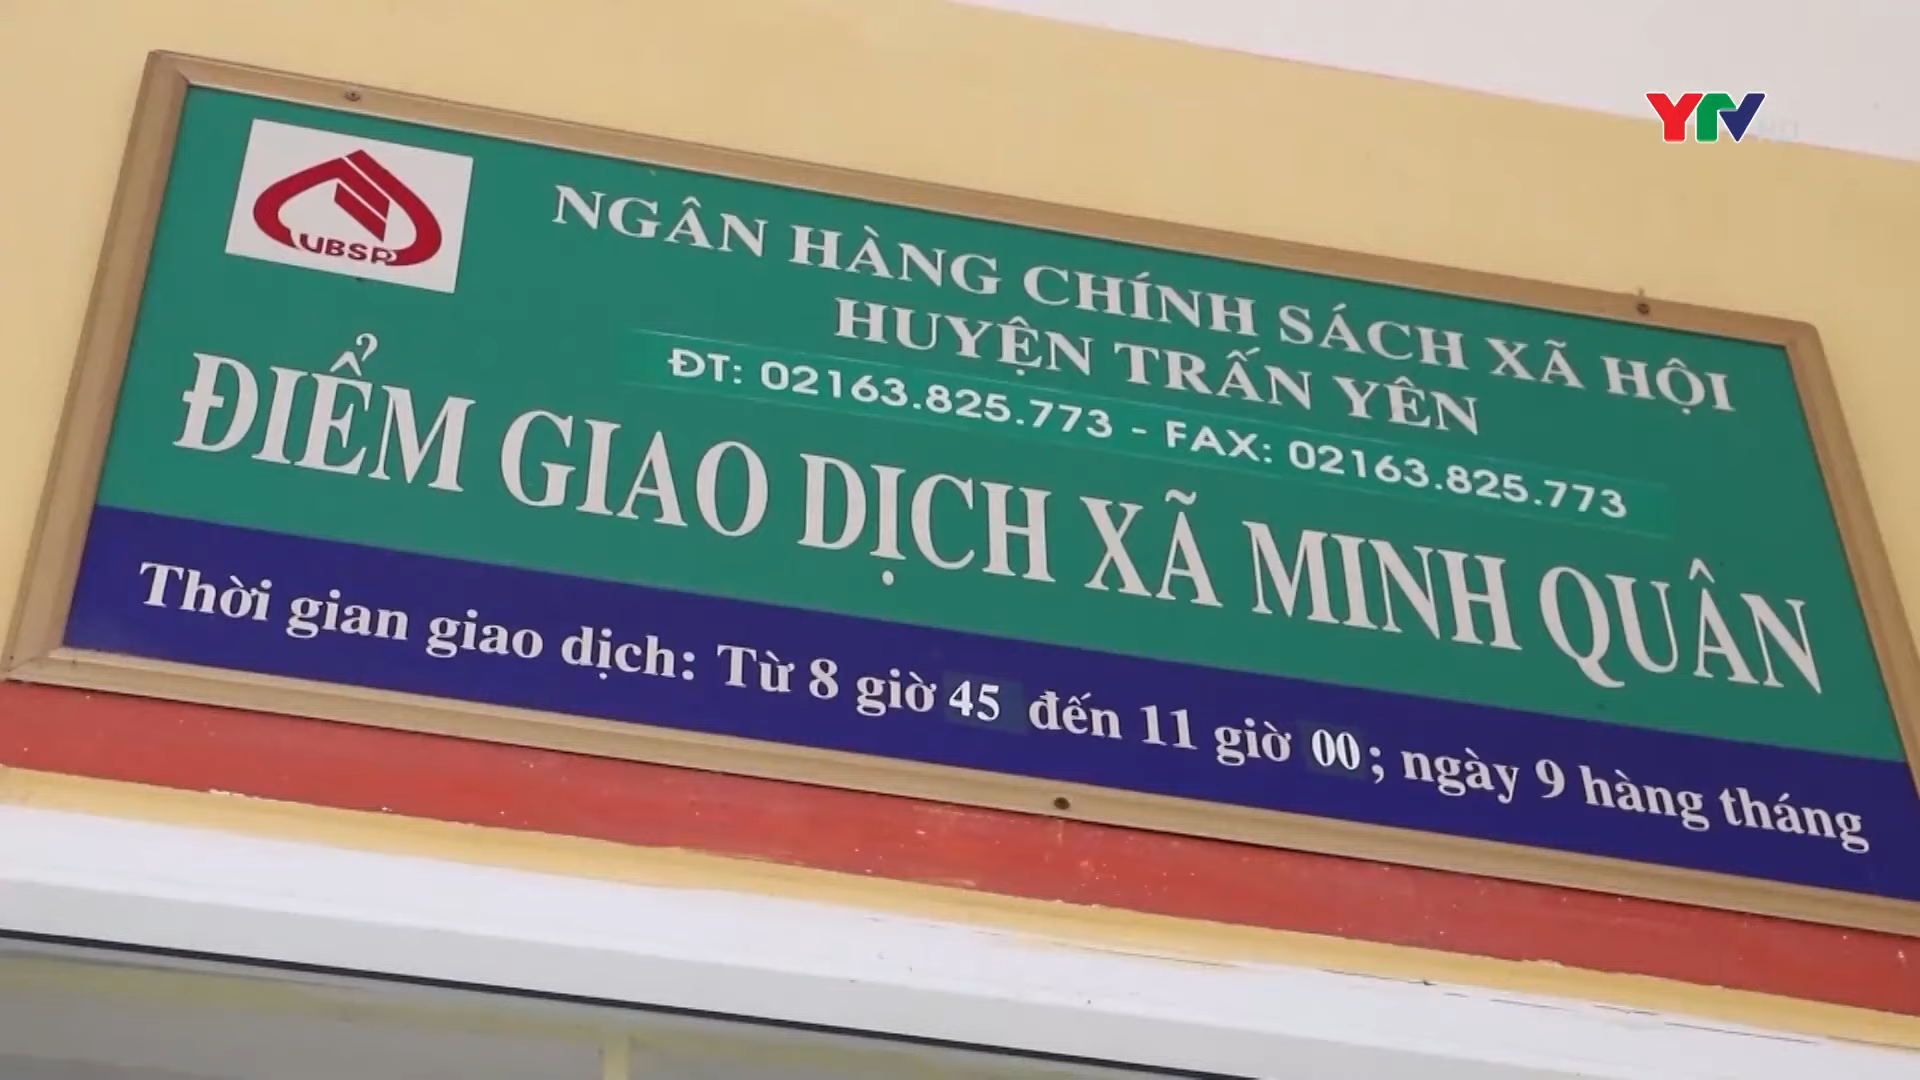 YTV
VBSP
NGÂN HÀNG CHÍNH SÁCH XÃ HỘI
HUYỆN TRẤN YÊN
ĐT: 02163.825.773 - FAX: 02163.825.773
ĐIỂM GIAO DỊCH XÃ MINH QUÂN
Thời gian giao dịch: Từ 8 giờ 45 đến 11 giờ 00; ngày 9 hàng tháng